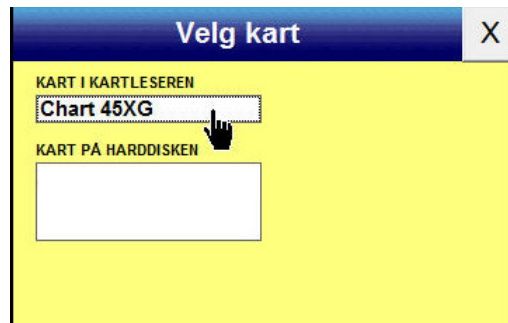 Velg kart
X
KART I KARTLESEREN
Chart 45XG
KART PÅ HARDDISKEN